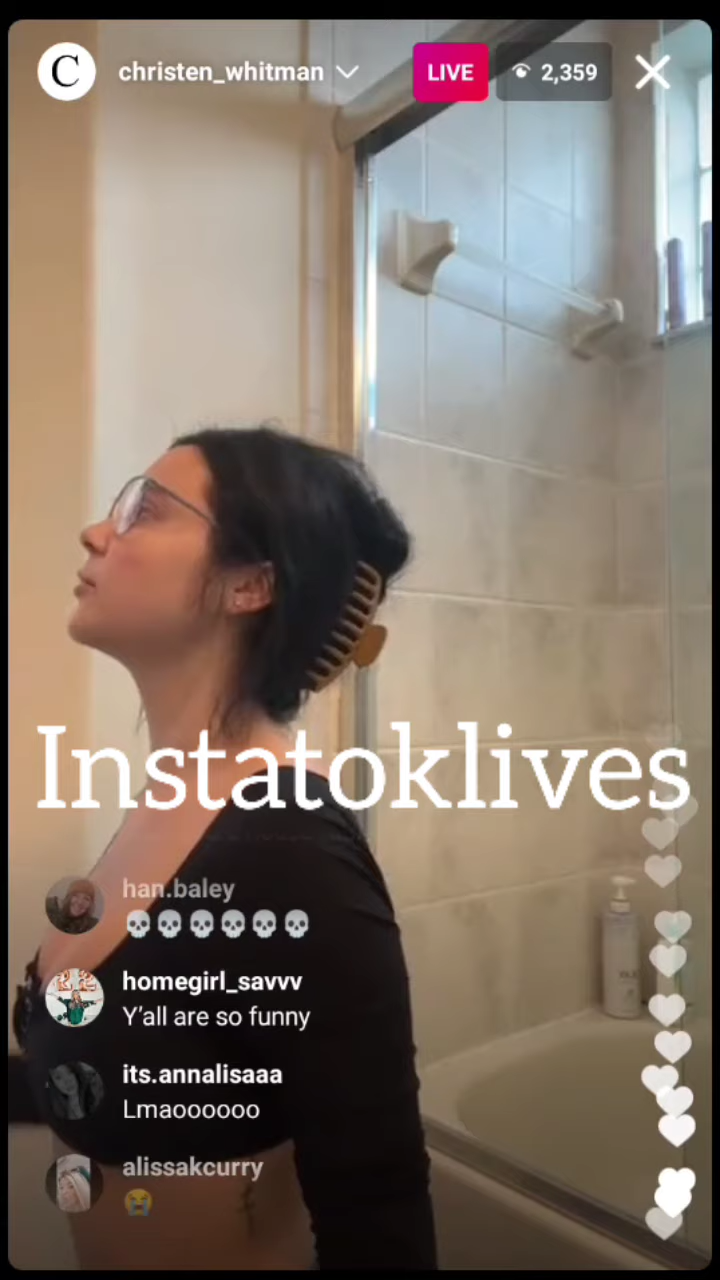 C christen_whitman LIVE 2,359
Instatoklives
han.baley
💀💀💀💀💀💀
homegirl_savvv
Y'all are so funny
its.annalisaaa
Lmaoooooo
alissakcurry
😭